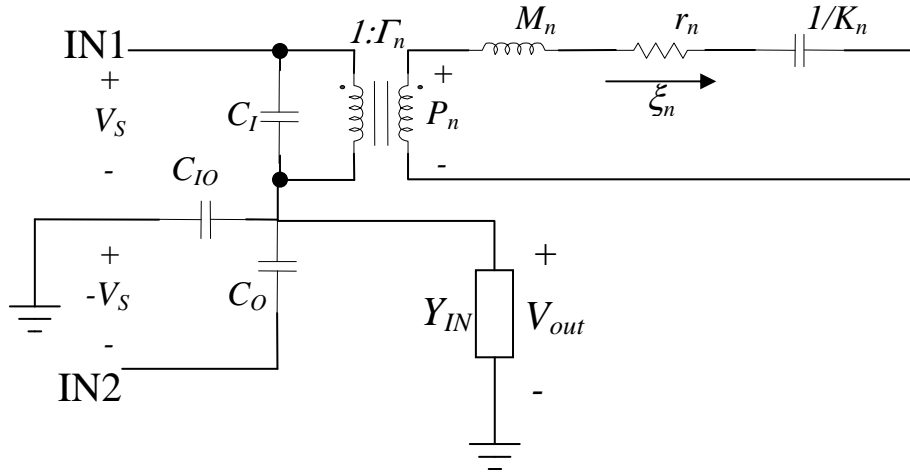 1:Γn
Mn
rn
1/Kn
IN1
+
VS
-
CI
+
Pn
-
ξn
CIO
+
-VS
-
CO
IN2
YIN
+
Vout
-